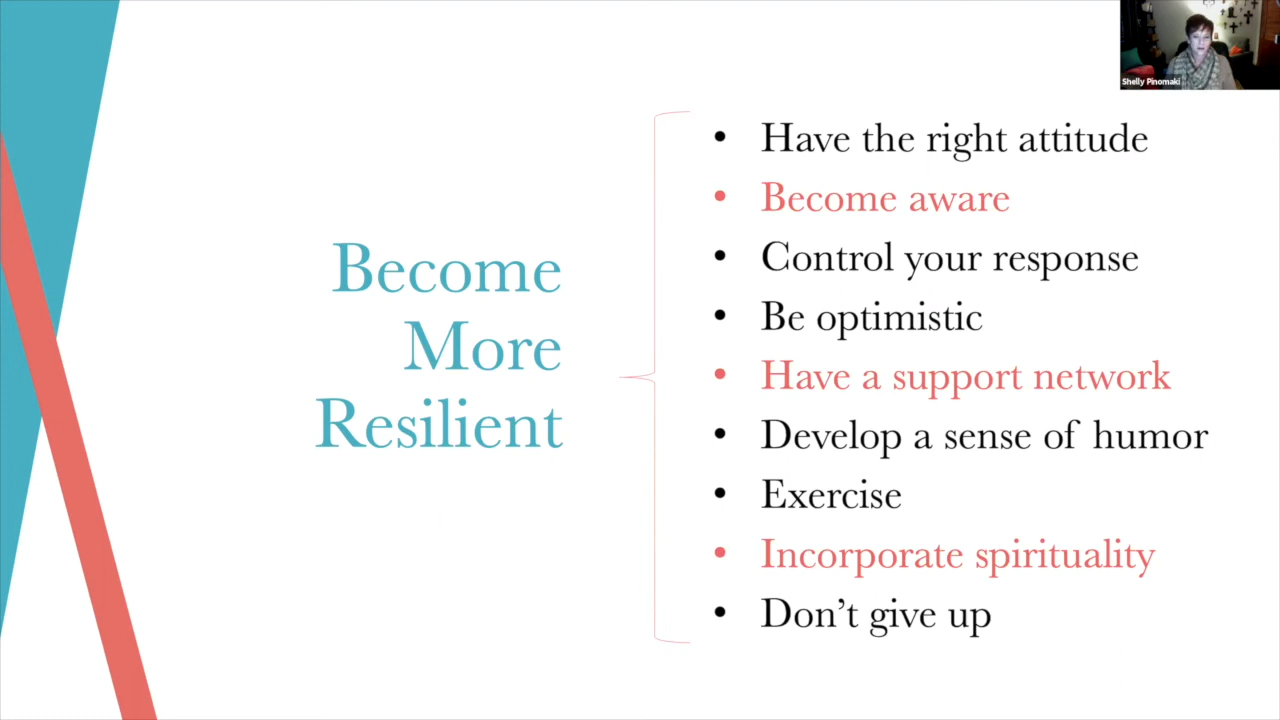 Shelly Pinomaki
Become
More
Resilient
• Have the right attitude
• Become aware
• Control your response
• Be optimistic
• Have a support network
• Develop a sense of humor
• Exercise
• Incorporate spirituality
• Don’t give up